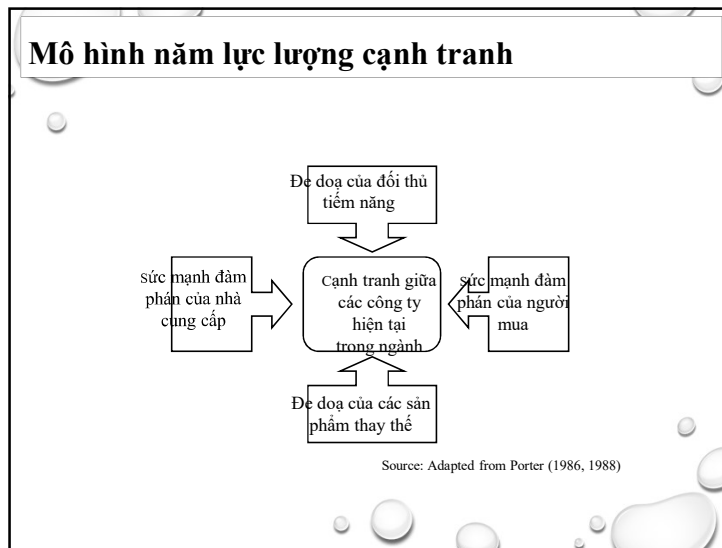 Mô hình năm lực lượng cạnh tranh
Đe doạ của đối thủ
tiếm năng
Sức mạnh đàm
phán của nhà
cung cấp
Cạnh tranh giữa
các công ty
hiện tại
trong ngành
Sức mạnh đàm
phán của người
mua
Đe doạ của các sản
phẩm thay thế
Source: Adapted from Porter (1986, 1988)